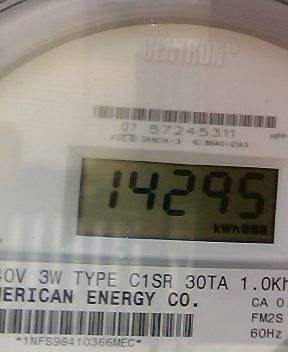 CENTRON
07 57245311
14295
kWh
40V 3W TYPE C1SR 30TA 1.0Kh
MERICAN ENERGY CO.
CA 0.
FM2S
60Hz
*1NFS98410366MEC*